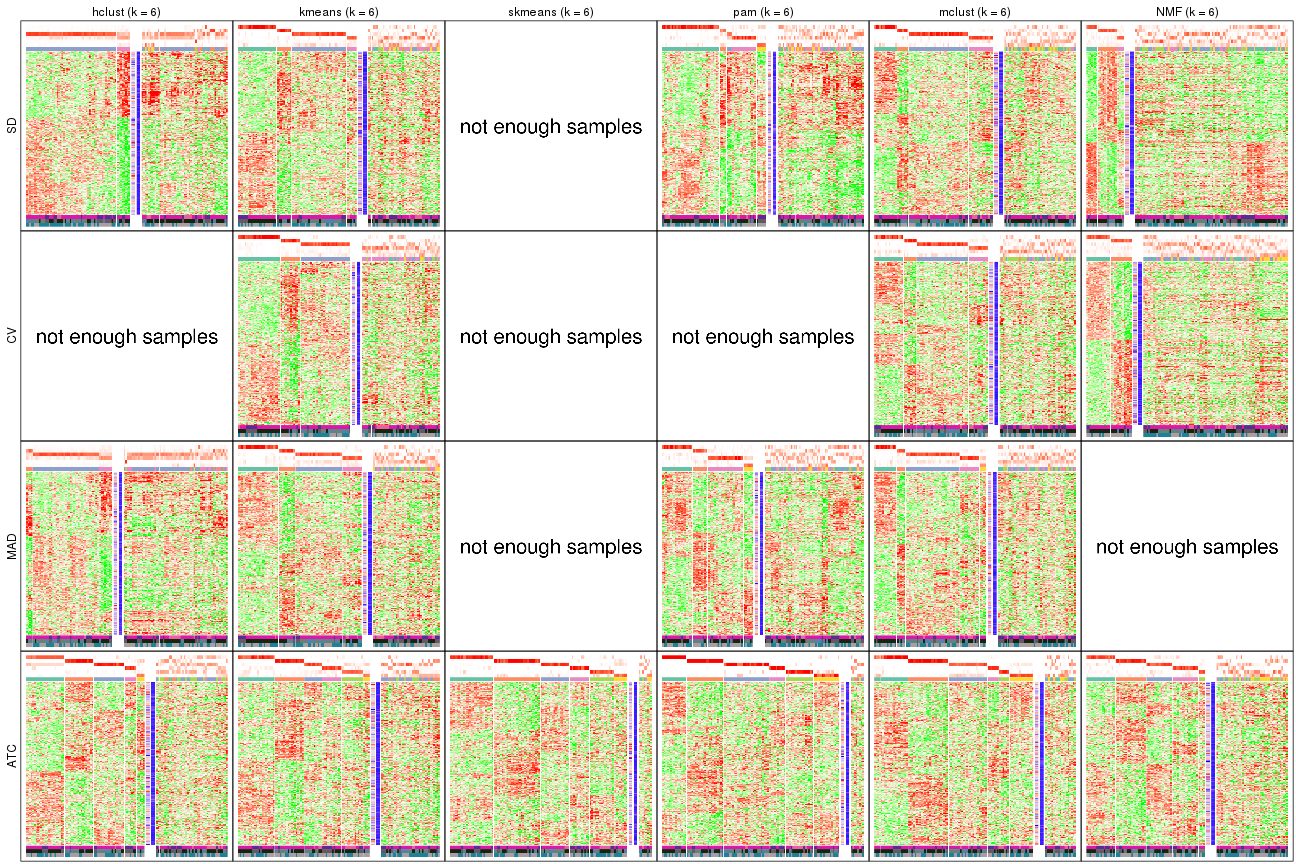 hclust (k = 6)
kmeans (k = 6)
skmeans (k = 6)
pam (k = 6)
mclust (k = 6)
NMF (k = 6)
SD
not enough samples
CV
not enough samples
not enough samples
not enough samples
MAD
not enough samples
not enough samples
ATC